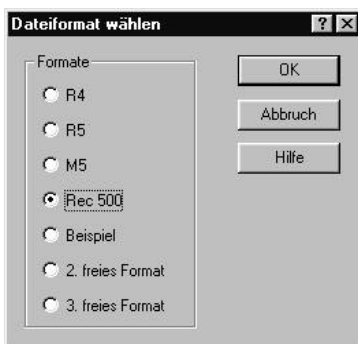 Dateiformat wählen
Formate
R4
R5
M5
Rec 500
Beispiel
2. freies Format
3. freies Format
OK
Abbruch
Hilfe